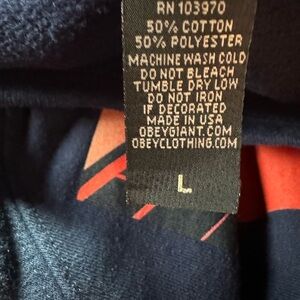 RN 103970
50% COTTON
50% POLYESTER
MACHINE WASH COLD
DO NOT BLEACH
TUMBLE DRY LOW
DO NOT IRON
IF DECORATED
MADE IN USA
OBEYGIANT.COM
OBEYCLOTHING.COM
L